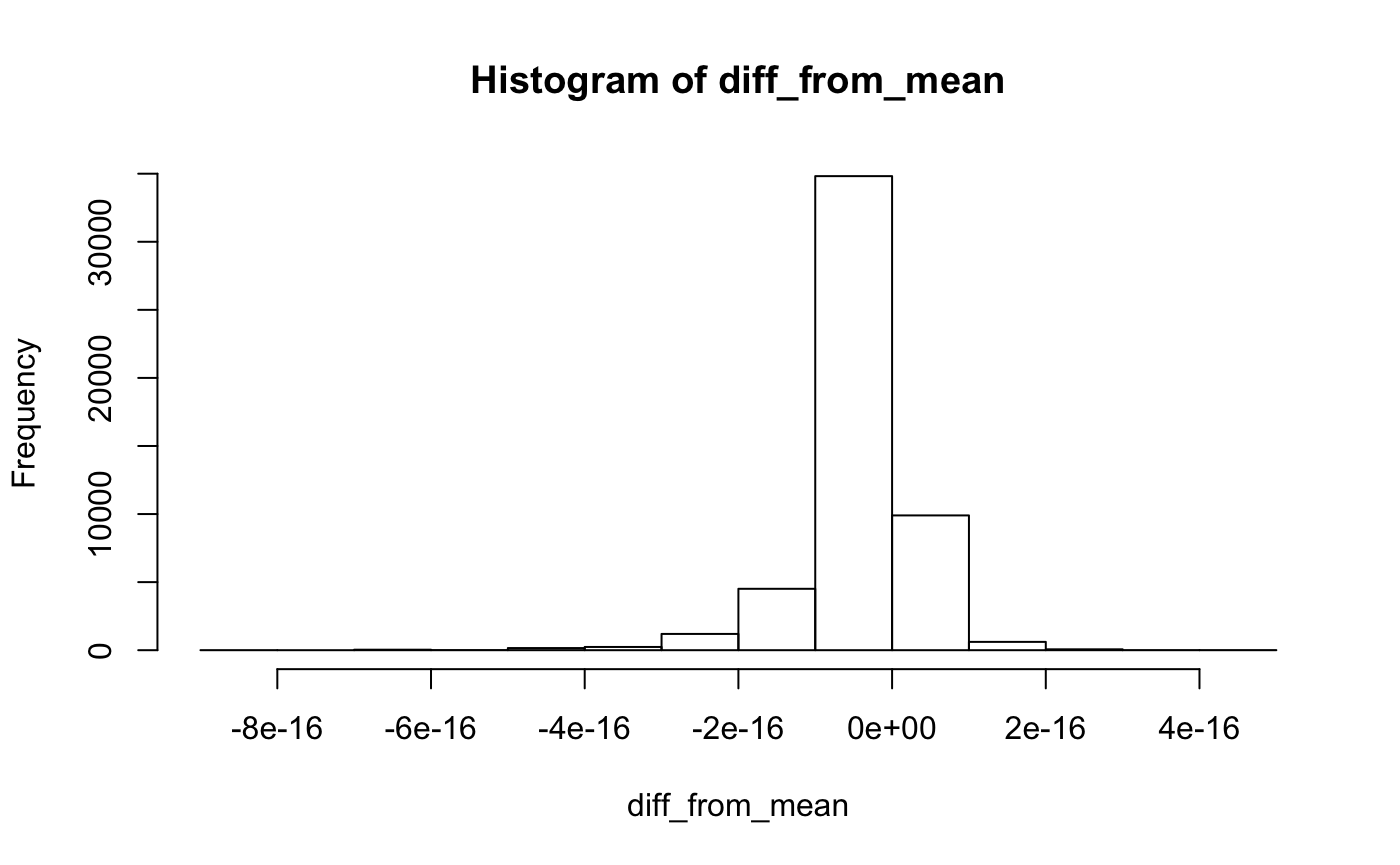 Histogram of diff_from_mean
Frequency
30000
20000
10000
0
-8e-16 -6e-16 -4e-16 -2e-16 0e+00 2e-16 4e-16
diff_from_mean